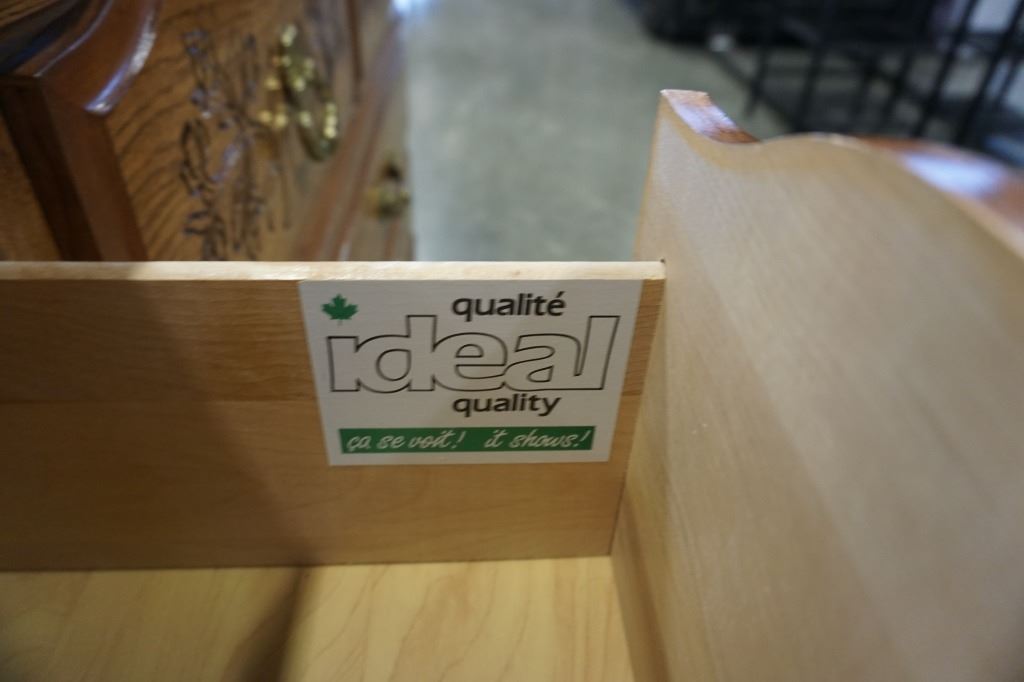 qualité
ideal
quality
ça se voit! it shows!